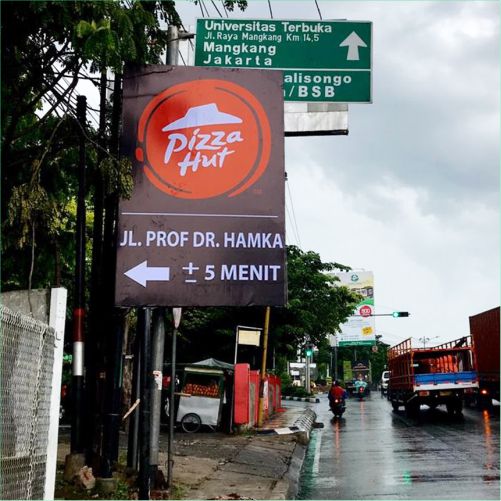 Universitas Terbuka
Jl. Raya Mangkang Km 14,5
Mangkang
Jakarta
alisongo
/BSB
Pizza
Hut
JL. PROF DR. HAMKA
± 5 MENIT